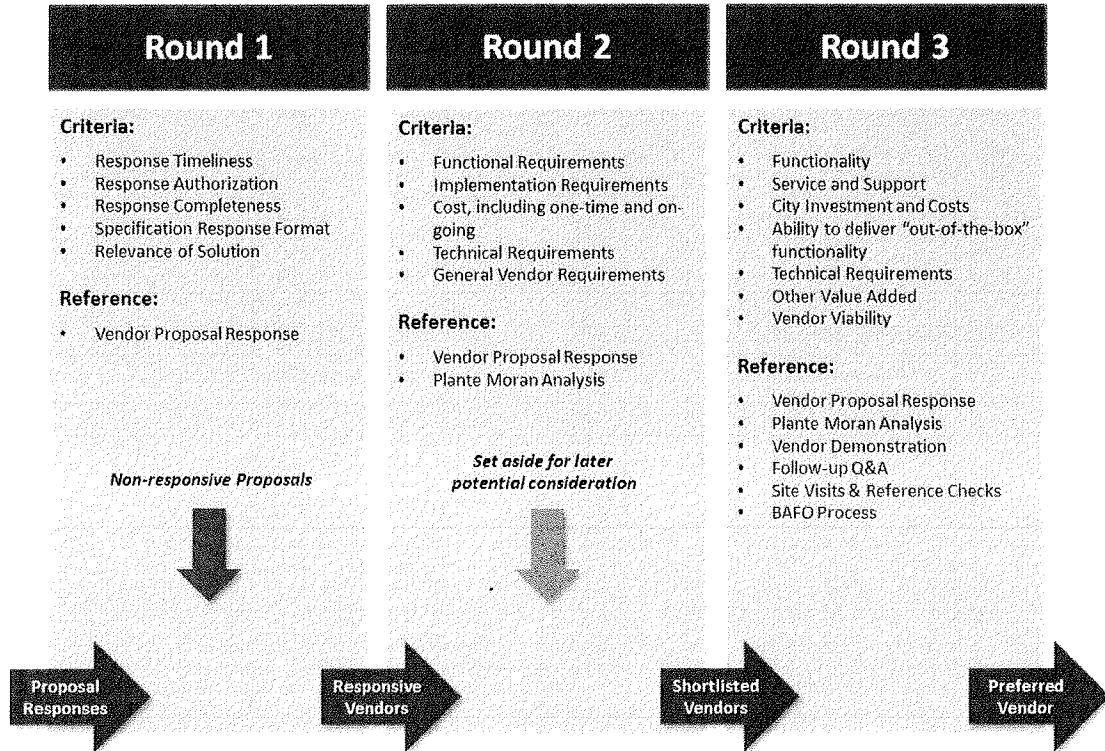 Round 1
Criteria:
• Response Timeliness
• Response Authorization
• Response Completeness
• Specification Response Format
• Relevance of Solution
Reference:
• Vendor Proposal Response
Non-responsive Proposals
Proposal
Responses
Round 2
Criteria:
• Functional Requirements
• Implementation Requirements
• Cost, including one-time and on-
going
• Technical Requirements
• General Vendor Requirements
Reference:
• Vendor Proposal Response
• Plante Moran Analysis
Set aside for later
potential consideration
Responsive
Vendors
Round 3
Criteria:
• Functionality
• Service and Support
• City Investment and Costs
• Ability to deliver "out-of-the-box"
functionality
• Technical Requirements
• Other Value Added
• Vendor Viability
Reference:
• Vendor Proposal Response
• Plante Moran Analysis
• Vendor Demonstration
• Follow-up Q&A
• Site Visits & Reference Checks
• BAFO Process
Shortlisted
Vendors
Preferred
Vendor